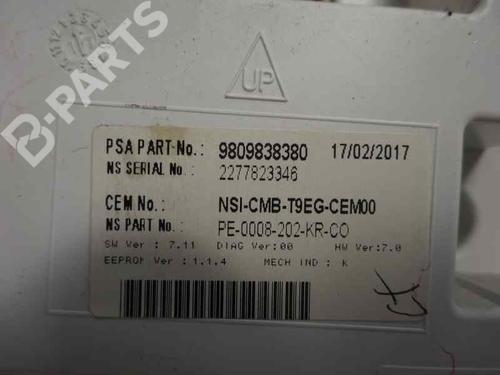 UP
B-PARTS
PSA PART-No.: 9809838380 17/02/2017
NS SERIAL No.: 2277823346
CEM No.: NSI-CMB-T9EG-CEM00
NS PART No.: PE-0008-202-KR-CO
SW Ver : 7.11 DIAG Ver:00 HW Ver:7.0
EEPROM Ver : 1.1.4 MECH IND : K